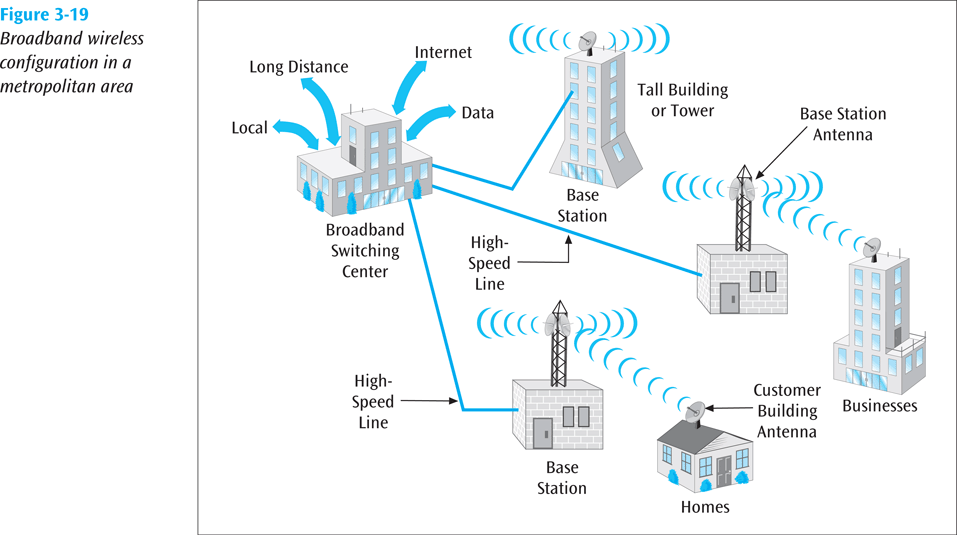 Figure 3-19
Broadband wireless
configuration in a
metropolitan area
Internet
Long Distance
Local
Data
Tall Building
or Tower
Base Station
Antenna
Base
Station
Broadband
Switching
Center
High-
Speed
Line
High-
Speed
Line
Customer
Building
Antenna
Businesses
Base
Station
Homes